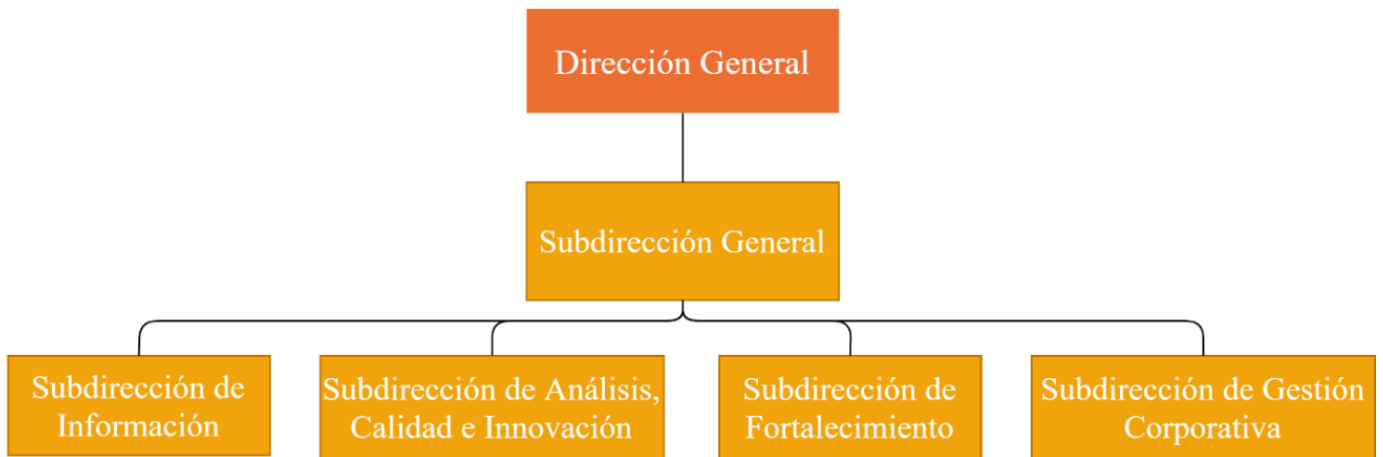 Dirección General
Subdirección General
Subdirección de
Información
Subdirección de Análisis,
Calidad e Innovación
Subdirección de
Fortalecimiento
Subdirección de Gestión
Corporativa